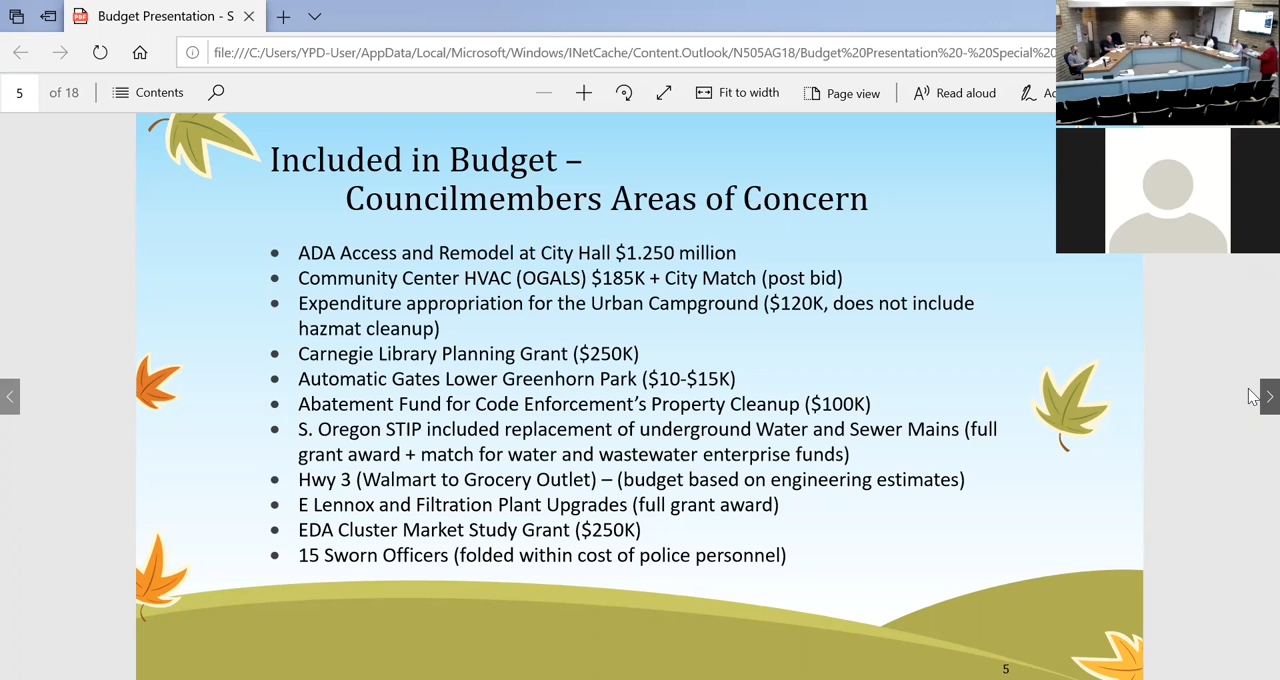 Budget Presentation - S
file:///C:/Users/YPD-User/AppData/Local/Microsoft/Windows/INetCache/Content.Outlook/N505AG18/Budget%20Presentation%20-%20Special%20
5 of 18 Contents Fit to width Page view Read aloud
Included in Budget –
Councilmembers Areas of Concern
• ADA Access and Remodel at City Hall $1.250 million
• Community Center HVAC (OGALS) $185K + City Match (post bid)
• Expenditure appropriation for the Urban Campground ($120K, does not include
hazmat cleanup)
• Carnegie Library Planning Grant ($250K)
• Automatic Gates Lower Greenhorn Park ($10-$15K)
• Abatement Fund for Code Enforcement’s Property Cleanup ($100K)
• S. Oregon STIP included replacement of underground Water and Sewer Mains (full
grant award + match for water and wastewater enterprise funds)
• Hwy 3 (Walmart to Grocery Outlet) – (budget based on engineering estimates)
• E Lennox and Filtration Plant Upgrades (full grant award)
• EDA Cluster Market Study Grant ($250K)
• 15 Sworn Officers (folded within cost of police personnel)
5